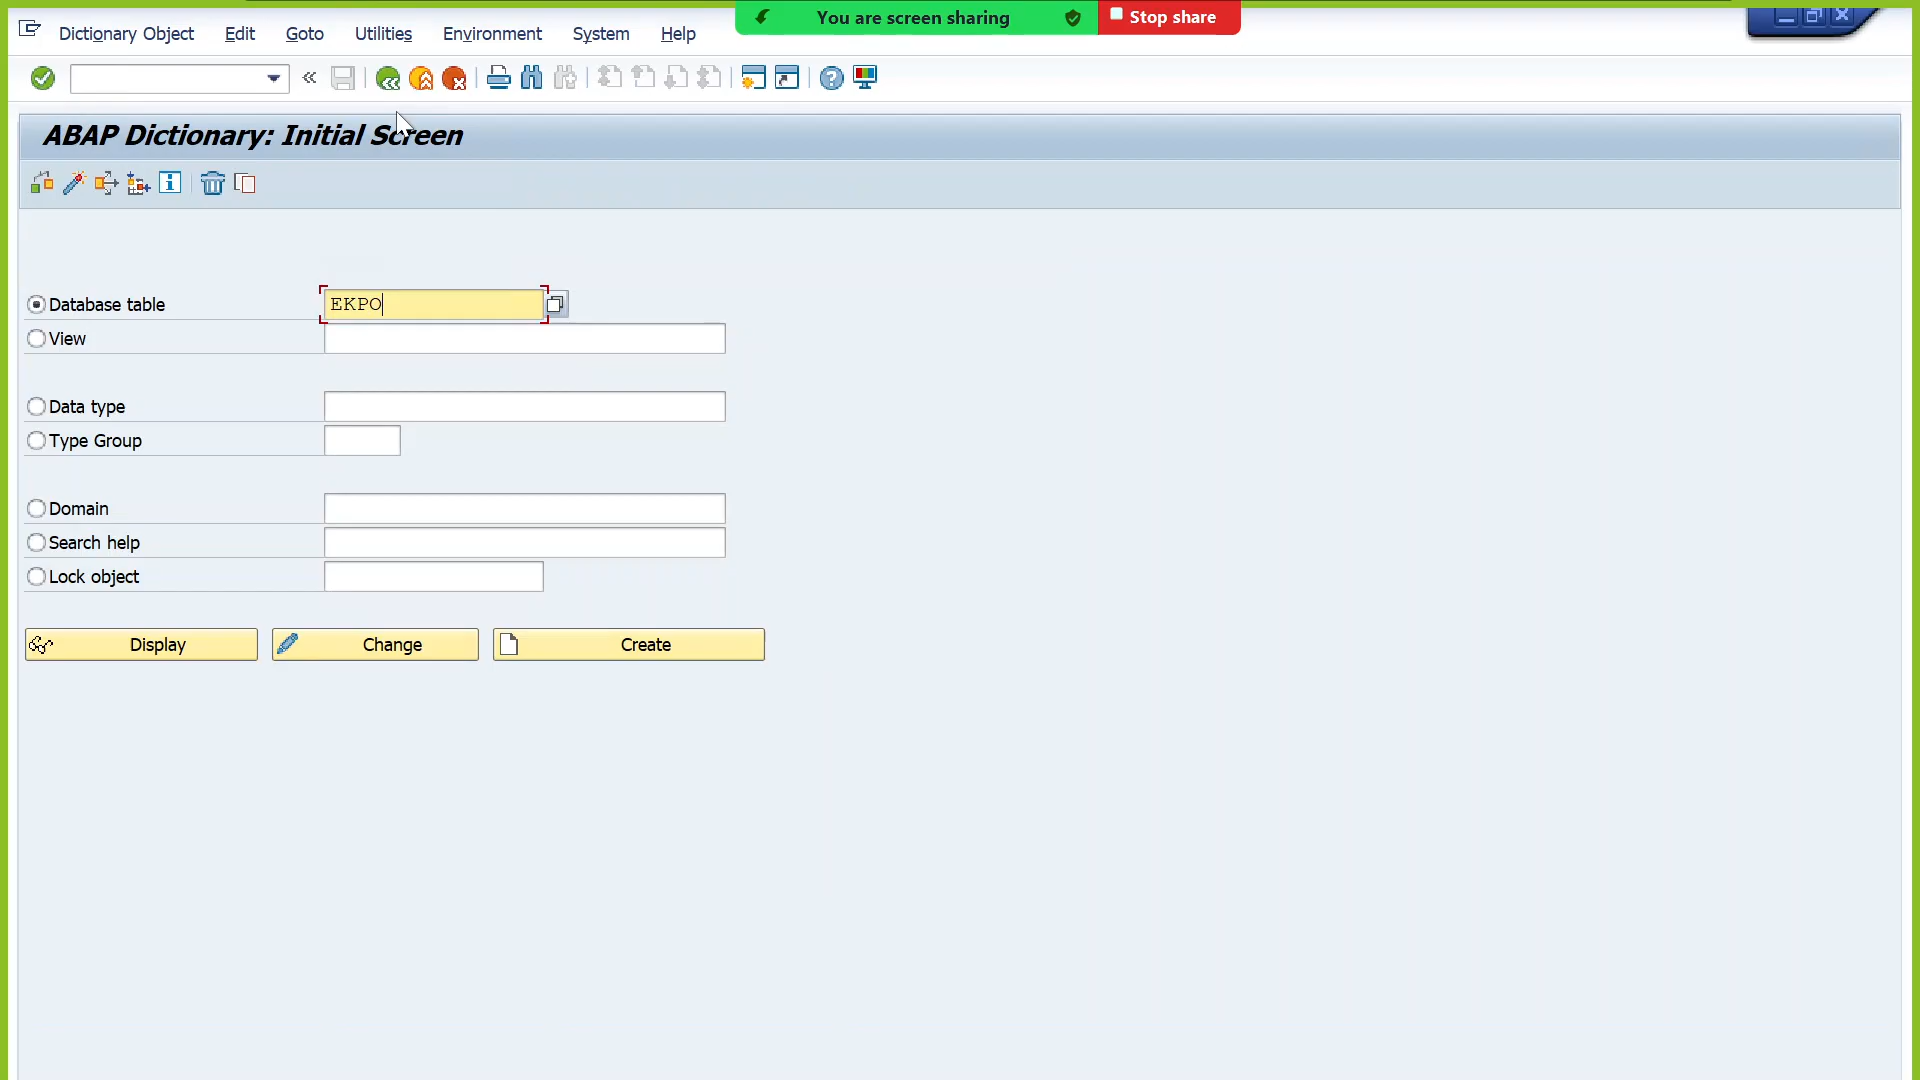 You are screen sharing
Stop share
Dictionary Object Edit Goto Utilities Environment System Help
ABAP Dictionary: Initial Screen
Database table EKPO
View
Data type
Type Group
Domain
Search help
Lock object
Display Change Create